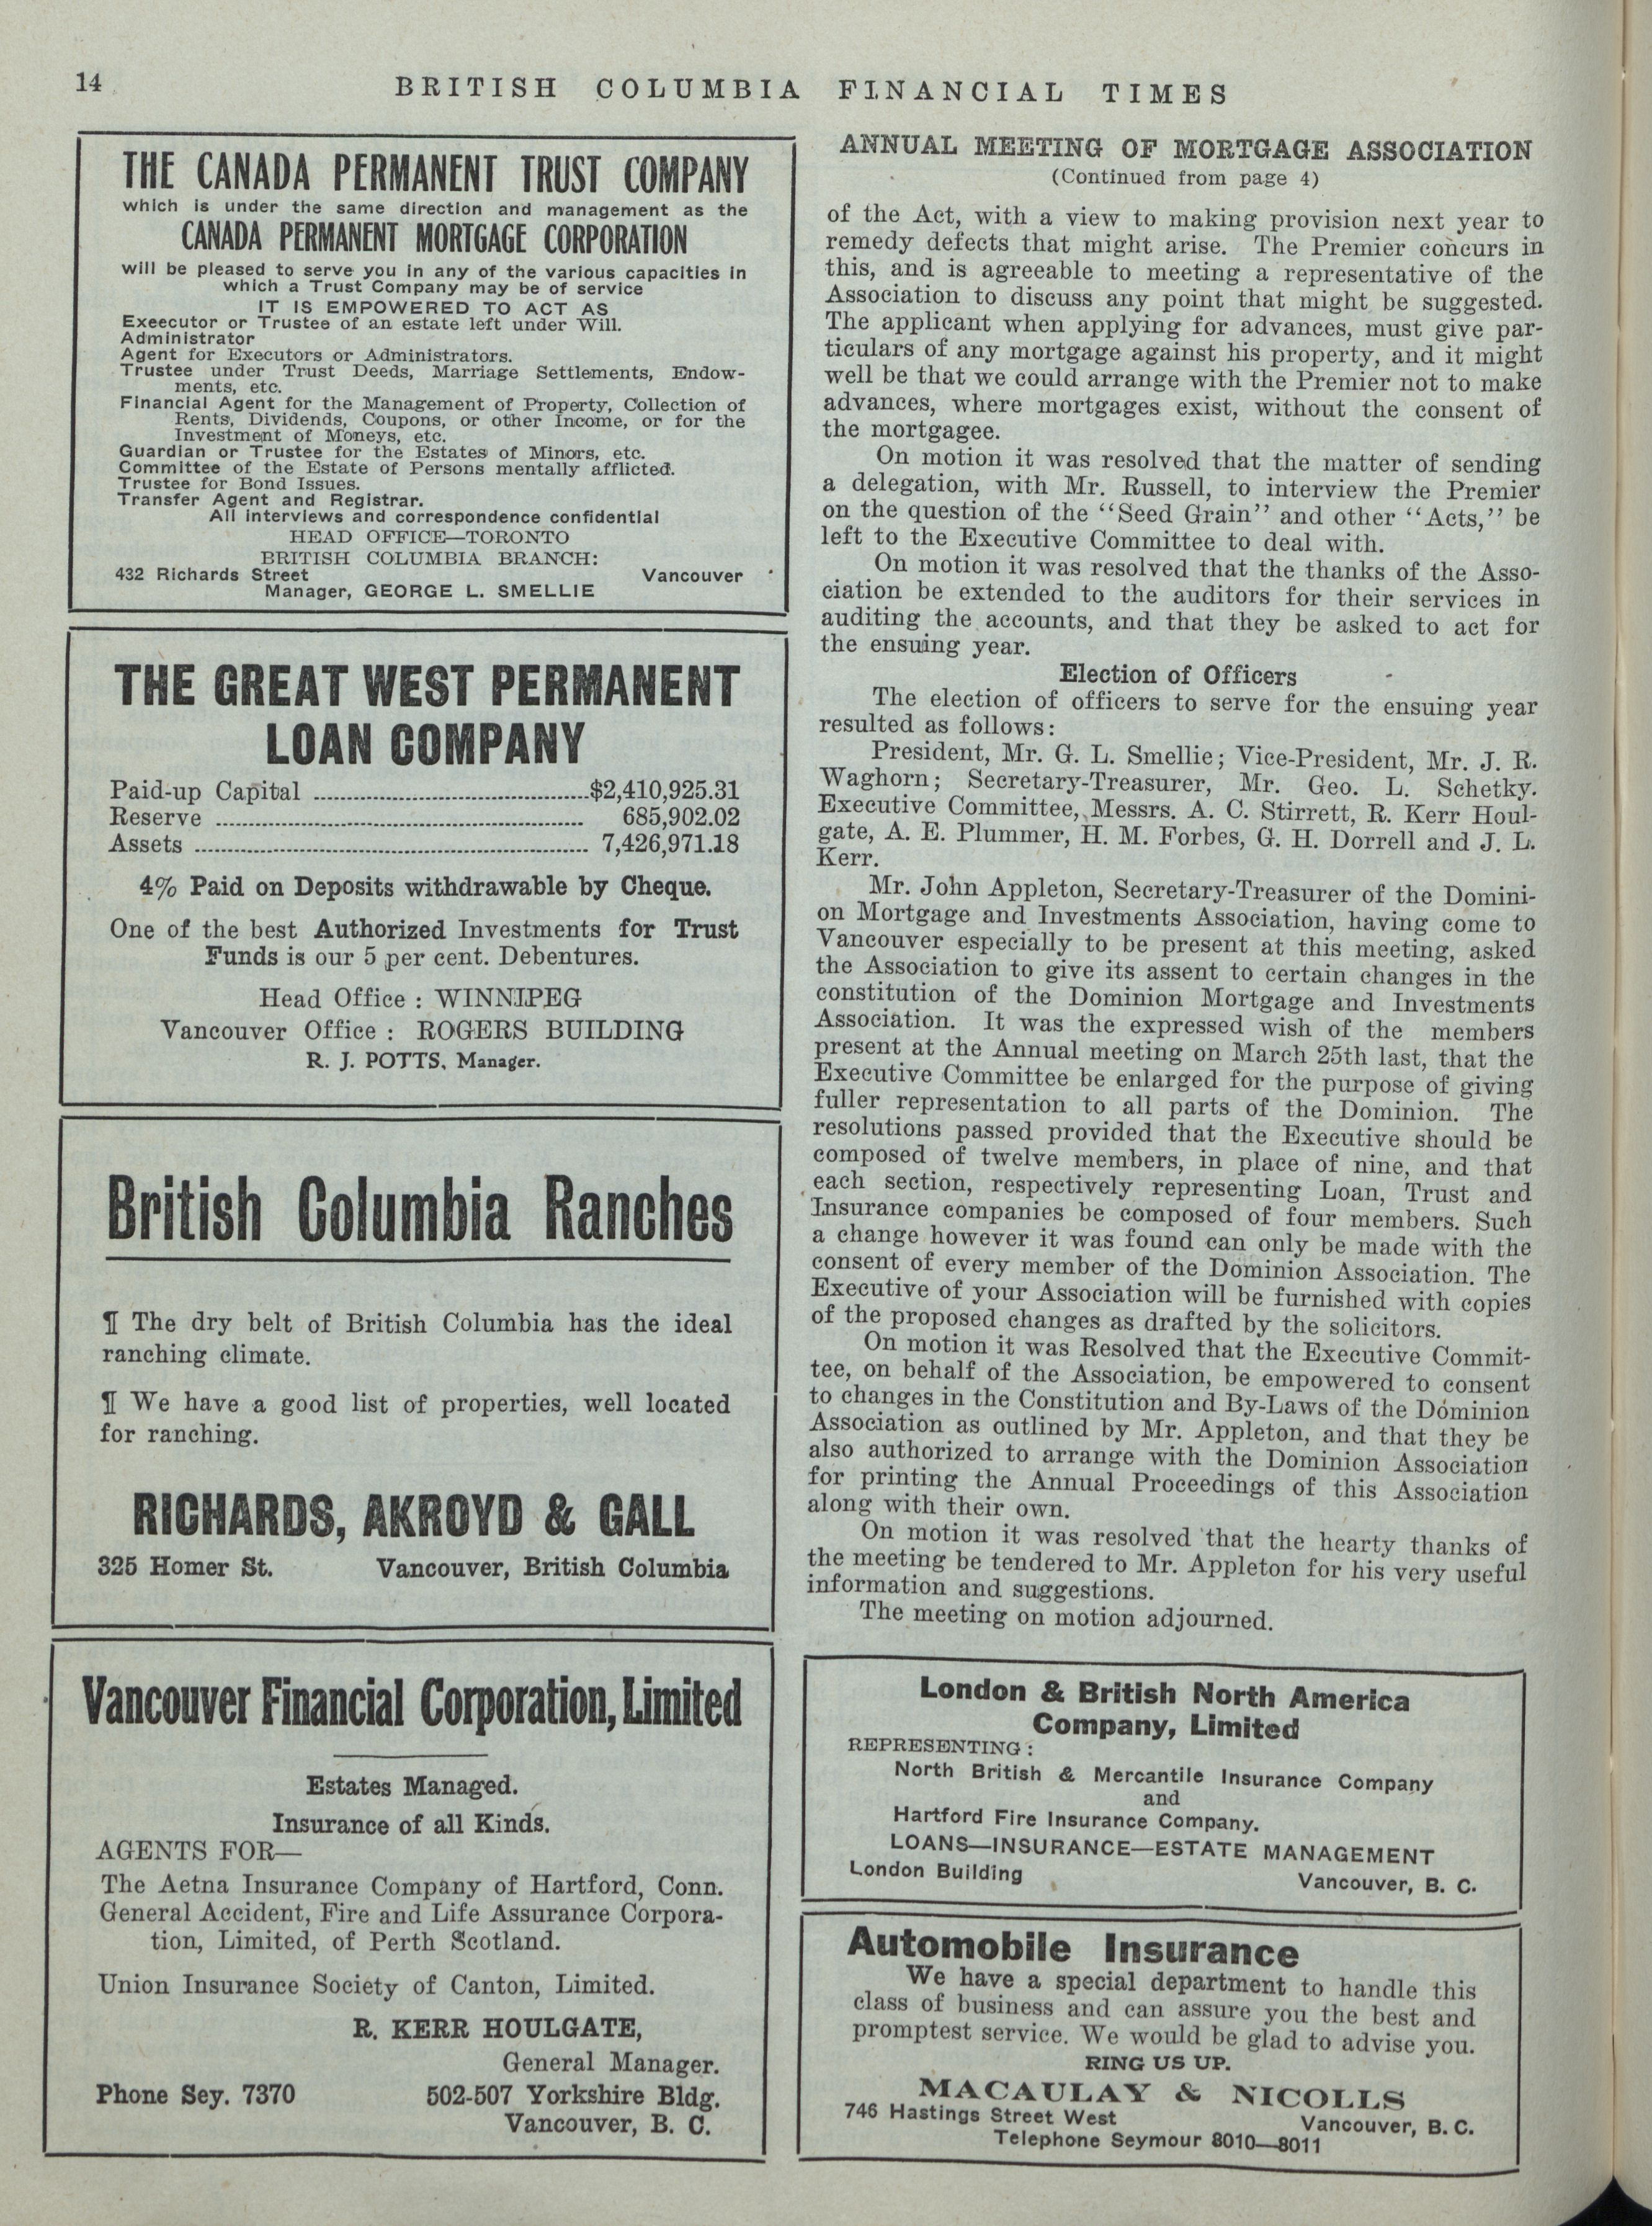 14
BRITISH COLUMBIA FINANCIAL TIMES
THE CANADA PERMANENT TRUST COMPANY
which is under the same direction and management as the
CANADA PERMANENT MORTGAGE CORPORATION
will be pleased to serve you in any of the various capacities in
which a Trust Company may be of service
IT IS EMPOWERED TO ACT AS
Exeecutor or Trustee of an estate left under Will.
Administrator
Agent for Executors or Administrators.
Trustee under Trust Deeds, Marriage Settlements, Endow-
ments, etc.
Financial Agent for the Management of Property, Collection of
Rents, Dividends, Coupons, or other Income, or for the
Investment of Moneys, etc.
Guardian or Trustee for the Estates of Minors, etc.
Committee of the Estate of Persons mentally afflicted.
Trustee for Bond Issues.
Transfer Agent and Registrar.
All interviews and correspondence confidential
HEAD OFFICE—TORONTO
BRITISH COLUMBIA BRANCH:
432 Richards Street Vancouver
Manager, GEORGE L. SMELLIE
THE GREAT WEST PERMANENT
LOAN COMPANY
Paid-up Capital ........ $2,410,925.31
Reserve ........ 685,902.02
Assets ........ 7,426,971.18
4% Paid on Deposits withdrawable by Cheque.
One of the best Authorized Investments for Trust
Funds is our 5 per cent. Debentures.
Head Office : WINNIPEG
Vancouver Office : ROGERS BUILDING
R. J. POTTS, Manager.
British Columbia Ranches
¶ The dry belt of British Columbia has the ideal
ranching climate.
¶ We have a good list of properties, well located
for ranching.
RICHARDS, AKROYD & GALL
325 Homer St. Vancouver, British Columbia
Vancouver Financial Corporation, Limited
Estates Managed.
Insurance of all Kinds.
AGENTS FOR—
The Aetna Insurance Company of Hartford, Conn.
General Accident, Fire and Life Assurance Corpora-
tion, Limited, of Perth Scotland.
Union Insurance Society of Canton, Limited.
R. KERR HOULGATE,
General Manager.
Phone Sey. 7370 502-507 Yorkshire Bldg.
Vancouver, B. C.
ANNUAL MEETING OF MORTGAGE ASSOCIATION
(Continued from page 4)
of the Act, with a view to making provision next year to
remedy defects that might arise. The Premier concurs in
this, and is agreeable to meeting a representative of the
Association to discuss any point that might be suggested.
The applicant when applying for advances, must give par-
ticulars of any mortgage against his property, and it might
well be that we could arrange with the Premier not to make
advances, where mortgages exist, without the consent of
the mortgagee.
On motion it was resolved that the matter of sending
a delegation, with Mr. Russell, to interview the Premier
on the question of the "Seed Grain" and other "Acts," be
left to the Executive Committee to deal with.
On motion it was resolved that the thanks of the Asso-
ciation be extended to the auditors for their services in
auditing the accounts, and that they be asked to act for
the ensuing year.
Election of Officers
The election of officers to serve for the ensuing year
resulted as follows:
President, Mr. G. L. Smellie; Vice-President, Mr. J. R.
Waghorn; Secretary-Treasurer, Mr. Geo. L. Schetky.
Executive Committee, Messrs. A. C. Stirrett, R. Kerr Houl-
gate, A. E. Plummer, H. M. Forbes, G. H. Dorrell and J. L.
Kerr.
Mr. John Appleton, Secretary-Treasurer of the Domini-
on Mortgage and Investments Association, having come to
Vancouver especially to be present at this meeting, asked
the Association to give its assent to certain changes in the
constitution of the Dominion Mortgage and Investments
Association. It was the expressed wish of the members
present at the Annual meeting on March 25th last, that the
Executive Committee be enlarged for the purpose of giving
fuller representation to all parts of the Dominion. The
resolutions passed provided that the Executive should be
composed of twelve members, in place of nine, and that
each section, respectively representing Loan, Trust and
Insurance companies be composed of four members. Such
a change however it was found can only be made with the
consent of every member of the Dominion Association. The
Executive of your Association will be furnished with copies
of the proposed changes as drafted by the solicitors.
On motion it was Resolved that the Executive Commit-
tee, on behalf of the Association, be empowered to consent
to changes in the Constitution and By-Laws of the Dominion
Association as outlined by Mr. Appleton, and that they be
also authorized to arrange with the Dominion Association
for printing the Annual Proceedings of this Association
along with their own.
On motion it was resolved that the hearty thanks of
the meeting be tendered to Mr. Appleton for his very useful
information and suggestions.
The meeting on motion adjourned.
London & British North America
Company, Limited
REPRESENTING:
North British & Mercantile Insurance Company
and
Hartford Fire Insurance Company.
LOANS—INSURANCE—ESTATE MANAGEMENT
London Building Vancouver, B. C.
Automobile Insurance
We have a special department to handle this
class of business and can assure you the best and
promptest service. We would be glad to advise you.
RING US UP.
MACAULAY & NICOLLS
746 Hastings Street West Vancouver, B. C.
Telephone Seymour 8010—8011